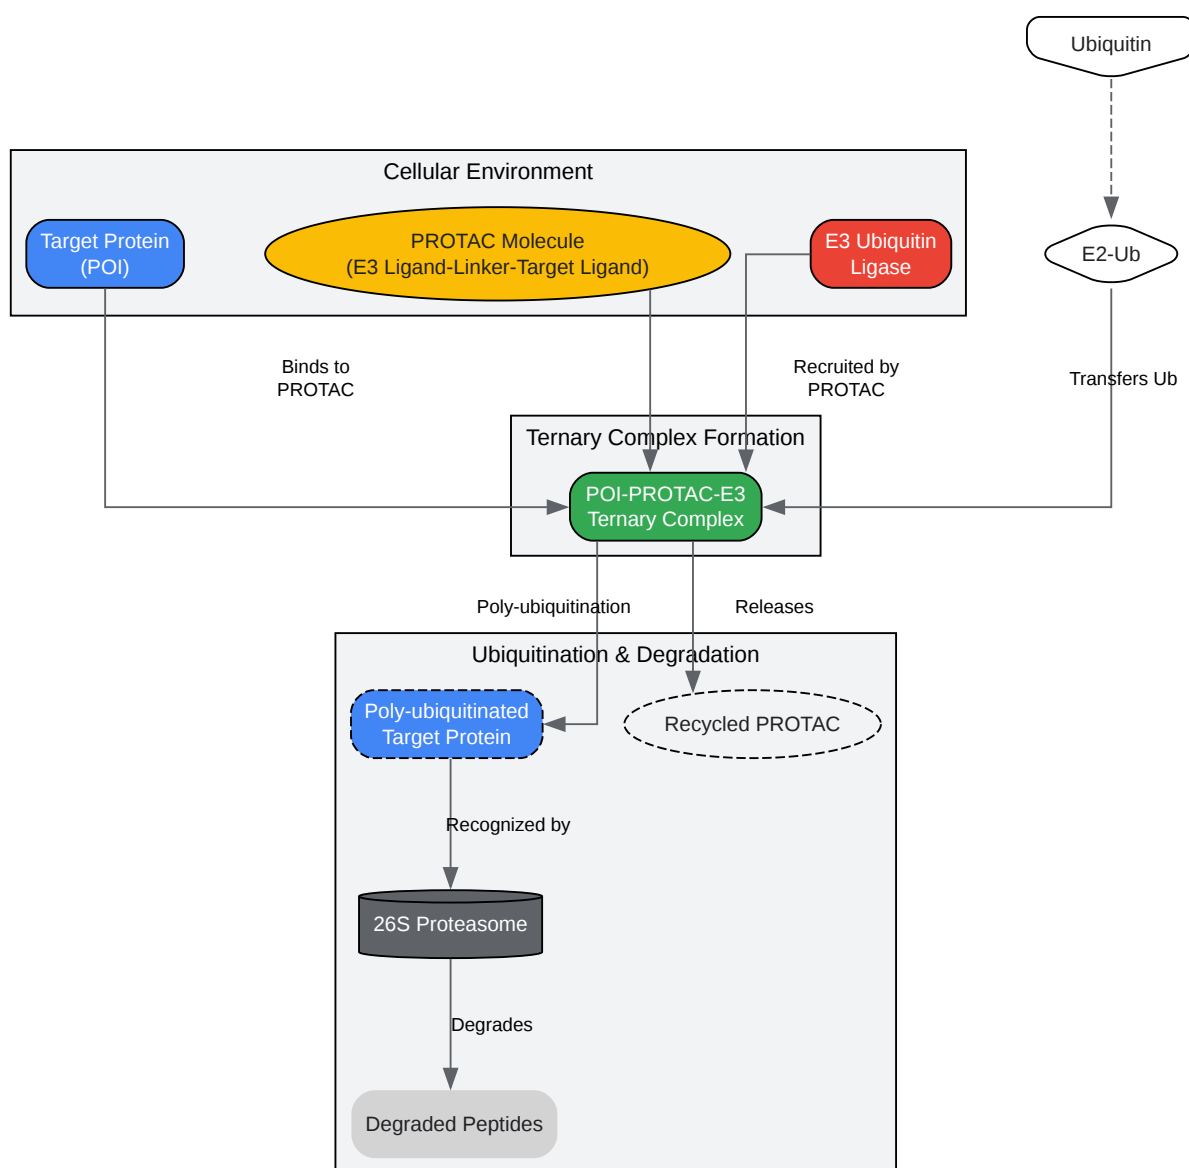 Ubiquitin
Cellular Environment
Target Protein
(POI)
PROTAC Molecule
(E3 Ligand-Linker-Target Ligand)
E3 Ubiquitin
Ligase
E2-Ub
Binds to
PROTAC
Recruited by
PROTAC
Transfers Ub
Ternary Complex Formation
POI-PROTAC-E3
Ternary Complex
Poly-ubiquitination
Releases
Ubiquitination & Degradation
Poly-ubiquitinated
Target Protein
Recycled PROTAC
Recognized by
26S Proteasome
Degrades
Degraded Peptides